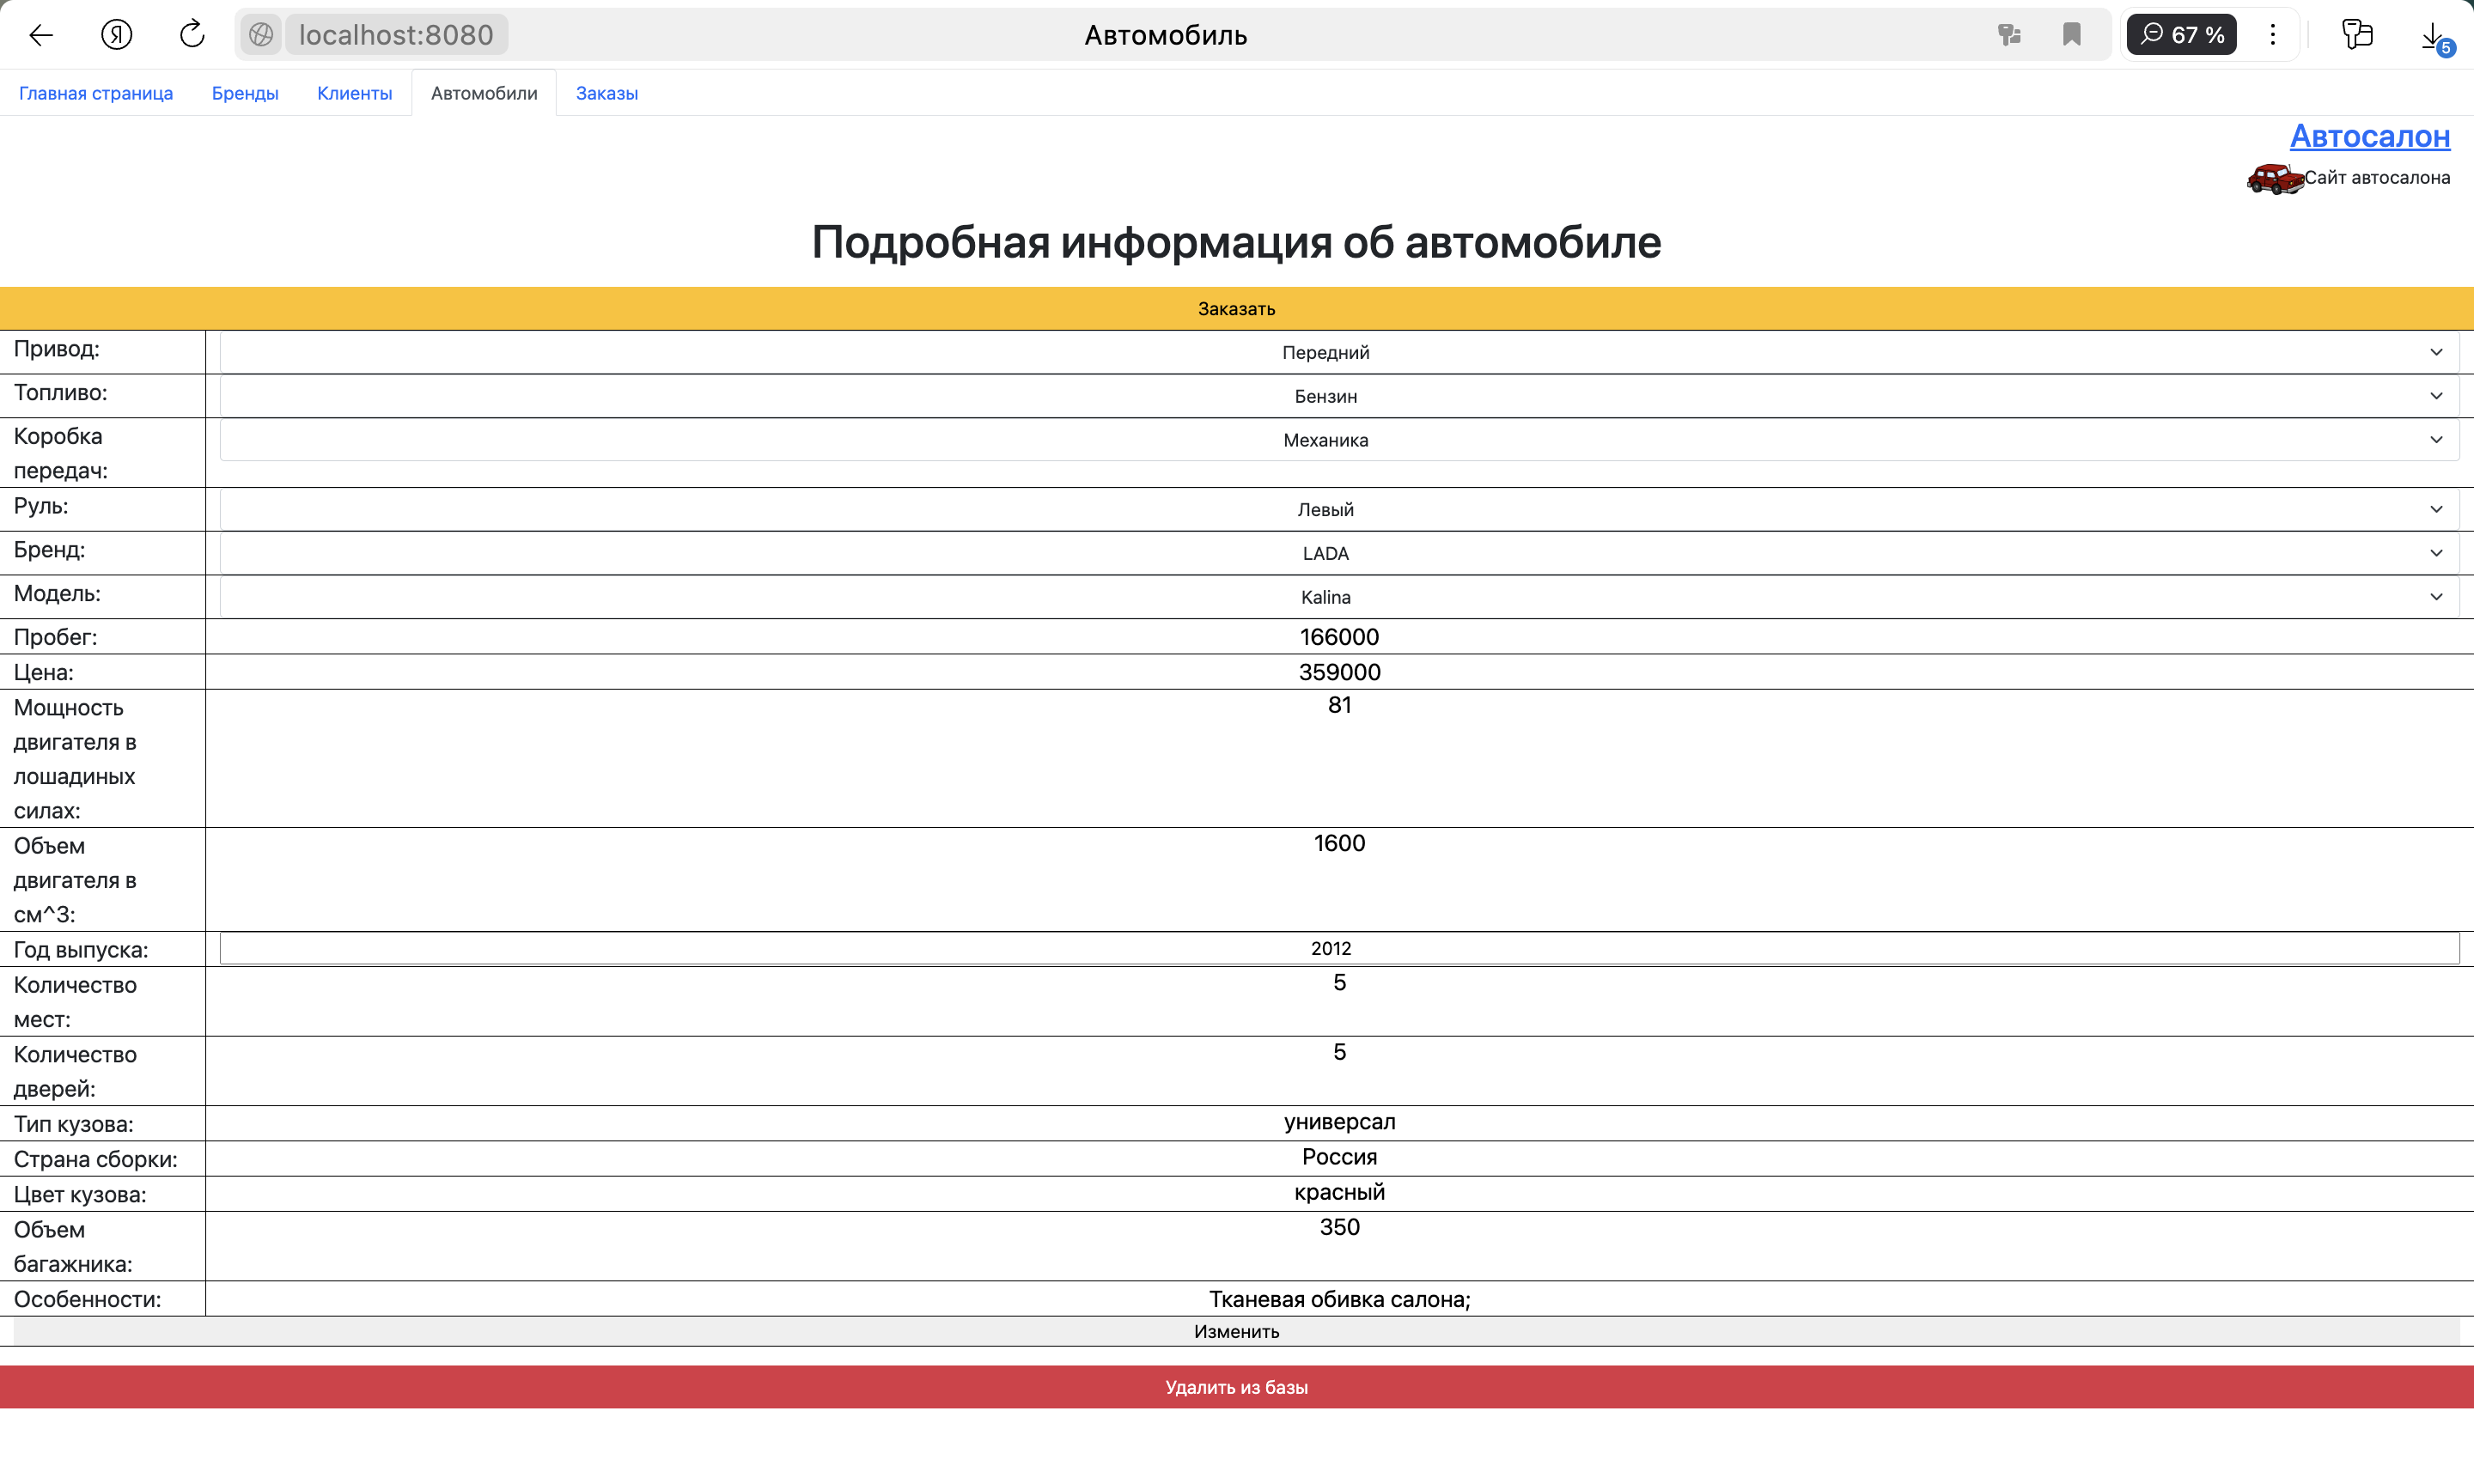 Я
localhost:8080
Автомобиль
67 %
5
Главная страница
Бренды
Клиенты
Автомобили
Заказы
Автосалон
Сайт автосалона
Подробная информация об автомобиле
Заказать
Привод:
Передний
Топливо:
Бензин
Коробка
передач:
Механика
Руль:
Левый
Бренд:
LADA
Модель:
Kalina
Пробег:
166000
Цена:
359000
Мощность
двигателя в
лошадиных
силах:
81
Объем
двигателя в
см^3:
1600
Год выпуска:
2012
Количество
мест:
5
Количество
дверей:
5
Тип кузова:
универсал
Страна сборки:
Россия
Цвет кузова:
красный
Объем
багажника:
350
Особенности:
Тканевая обивка салона;
Изменить
Удалить из базы